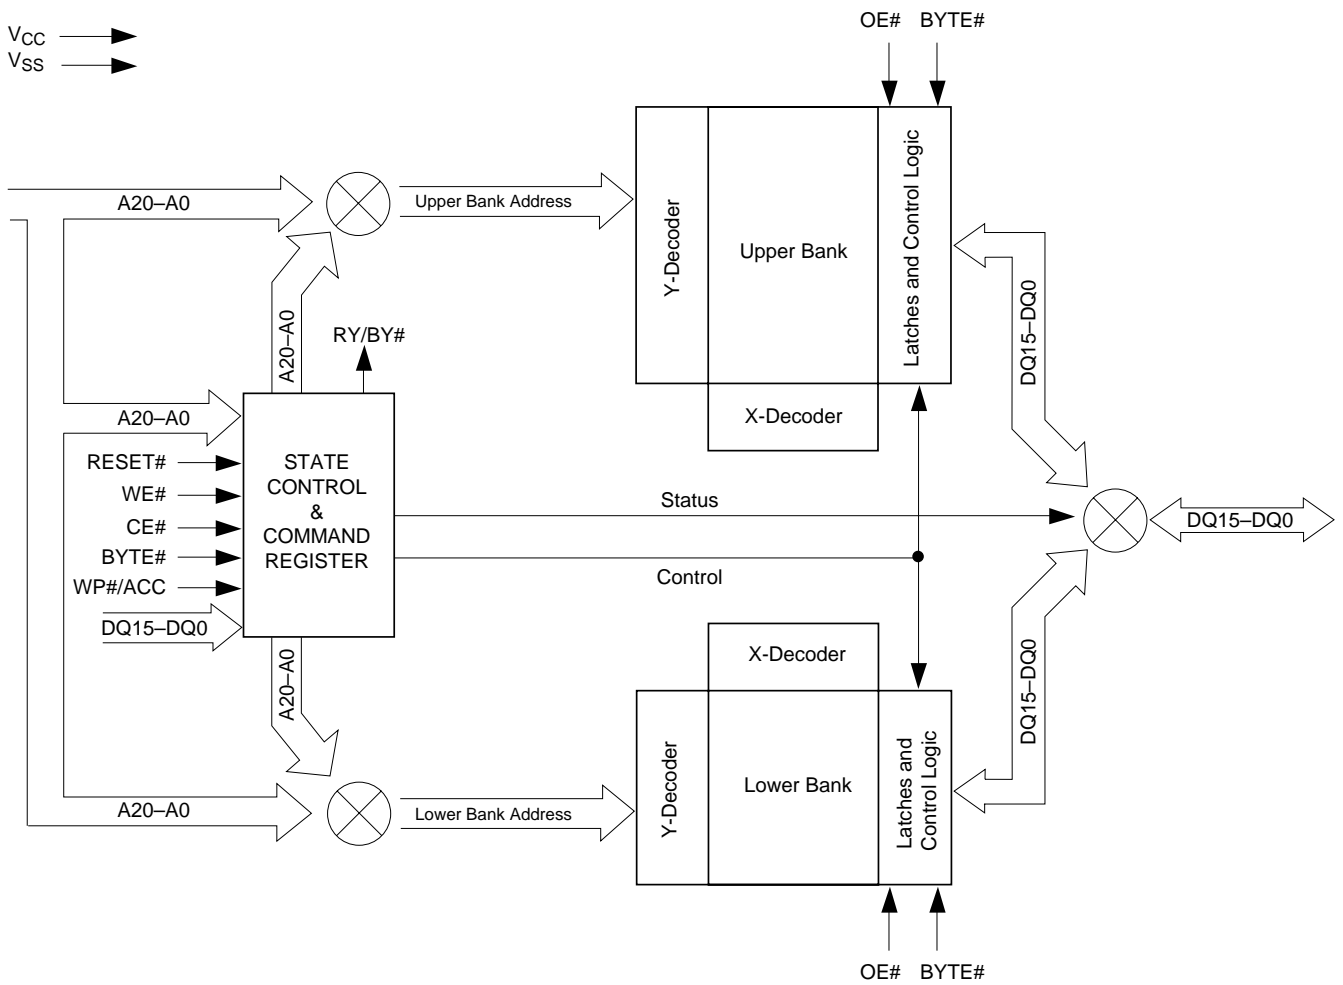 OE# BYTE#
VCC
VSS
A20–A0
Upper Bank Address
Y-Decoder
Upper Bank
Latches and Control Logic
X-Decoder
DQ15–DQ0
A20–A0
RY/BY#
A20–A0
RESET#
WE#
CE#
BYTE#
WP#/ACC
DQ15–DQ0
STATE
CONTROL
&
COMMAND
REGISTER
Status
Control
DQ15–DQ0
X-Decoder
A20–A0
DQ15–DQ0
Y-Decoder
Lower Bank
Latches and
Control Logic
A20–A0
Lower Bank Address
OE# BYTE#